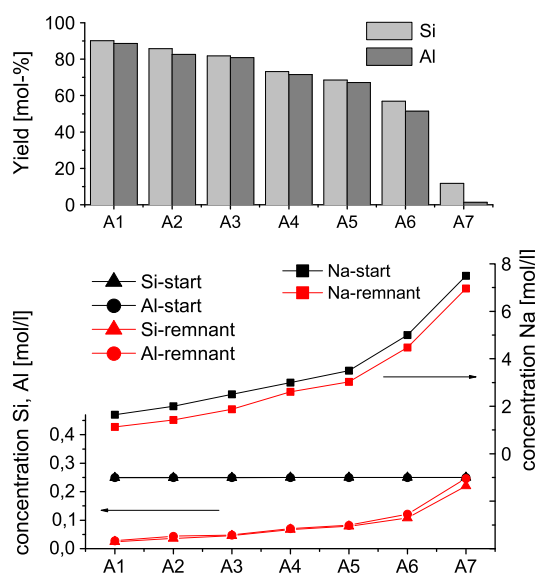 Yield [mol-%]
100
80
60
40
20
0
Si
Al
A1 A2 A3 A4 A5 A6 A7
concentration Si, Al [mol/l]
Si-start
Al-start
Si-remnant
Al-remnant
Na-start
Na-remnant
0,4
0,3
0,2
0,1
0,0
8
6
4
2
0
concentration Na [mol/l]
A1 A2 A3 A4 A5 A6 A7